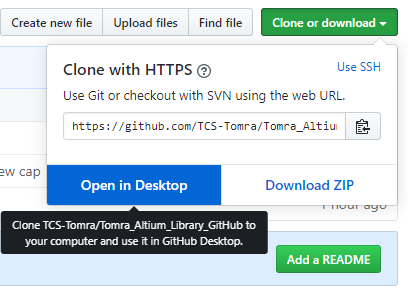 Create new file Upload files Find file Clone or download
Clone with HTTPS Use SSH
Use Git or checkout with SVN using the web URL.
https://github.com/TCS-Tomra/Tomra_Altiu
ew cap
Open in Desktop Download ZIP
hour ago
Clone TCS-Tomra/Tomra_Altium_Library_GitHub to
your computer and use it in GitHub Desktop.
Add a README